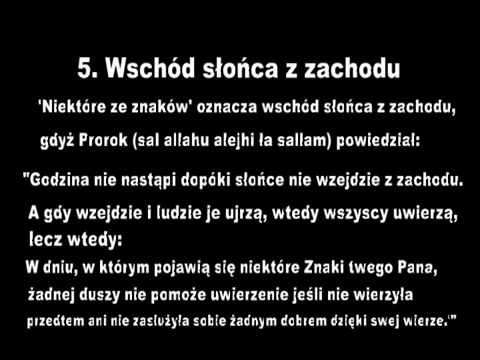 5. Wschód słońca z zachodu
'Niektóre ze znaków' oznacza wschód słońca z zachodu,
gdyż Prorok (sal allahu alejhi ła sallam) powiedział:
"Godzina nie nastąpi dopóki słońce nie wzejdzie z zachodu.
A gdy wzejdzie i ludzie je ujrzą, wtedy wszyscy uwierzą,
lecz wtedy:
W dniu, w którym pojawią się niektóre Znaki twego Pana,
żadnej duszy nie pomoże uwierzenie jeśli nie wierzyła
przedtem ani nie zasłużyła sobie żadnym dobrem dzięki swej wierze.'"